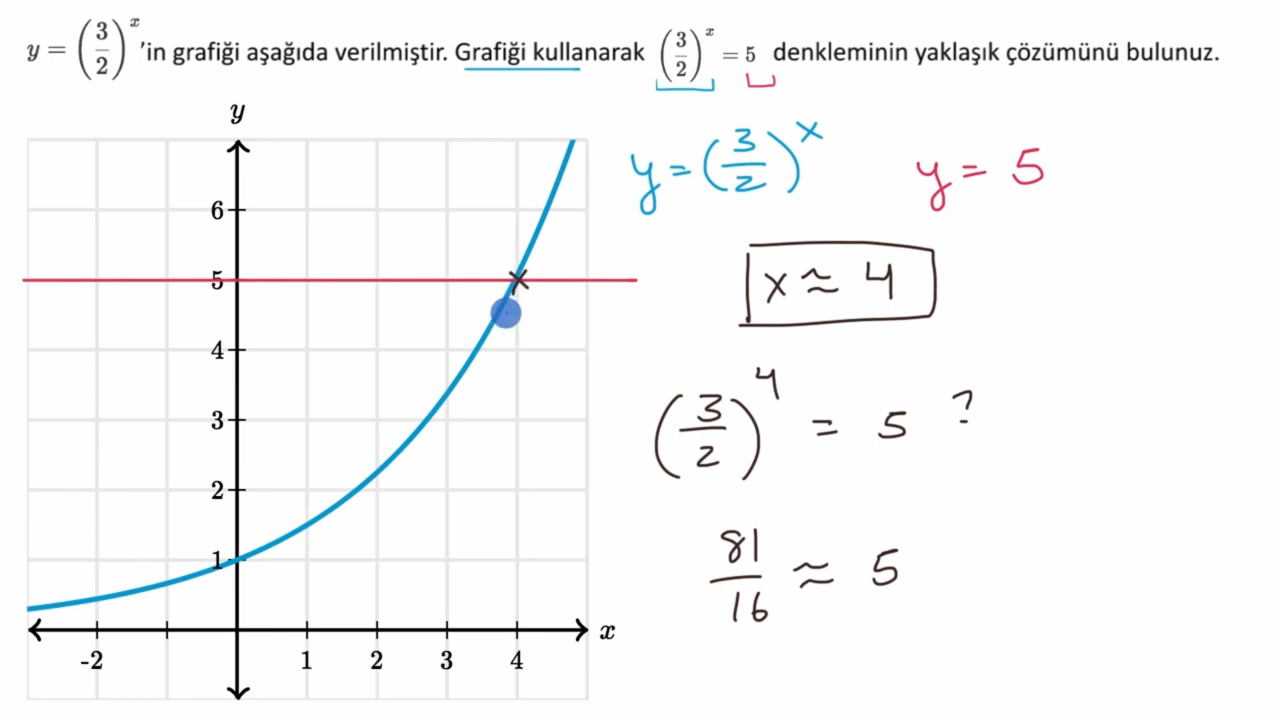 y = (3/2)^x 'in grafiği aşağıda verilmiştir. Grafiği kullanarak (3/2)^x = 5 denkleminin yaklaşık çözümünü bulunuz.
y
y = (3/2)^x
y = 5
6
5
x ≈ 4
4
(3/2)^4 = 5 ?
3
2
81/16 ≈ 5
1
x
-2 1 2 3 4